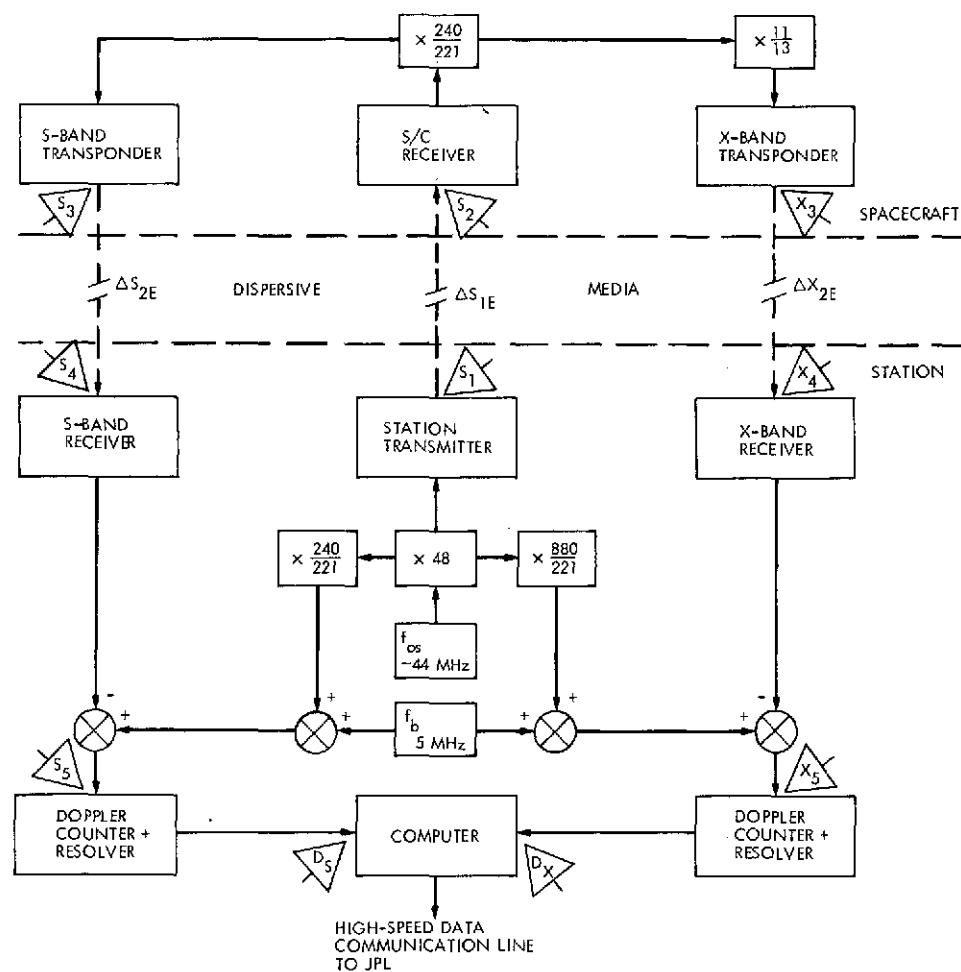 × 240/221
× 11/13
S-BAND
TRANSPONDER
S/C
RECEIVER
X-BAND
TRANSPONDER
S3
S2
X3
SPACECRAFT
ΔS2E
DISPERSIVE
ΔS1E
MEDIA
ΔX2E
S4
S1
X4
STATION
S-BAND
RECEIVER
STATION
TRANSMITTER
X-BAND
RECEIVER
× 240/221
× 48
× 880/221
fos
~44 MHz
- + + +
fb
5 MHz
+ + + -
S5
X5
DOPPLER
COUNTER +
RESOLVER
COMPUTER
DOPPLER
COUNTER +
RESOLVER
DS
DX
HIGH-SPEED DATA
COMMUNICATION LINE
TO JPL